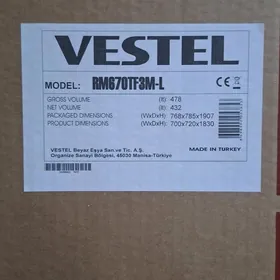 VESTEL
MODEL: RM670TF3M-L
GROSS VOLUME (lt): 478
NET VOLUME (lt): 432
PACKAGED DIMENSIONS (WxDxH): 768x785x1907
PRODUCT DIMENSIONS (WxDxH): 700x720x1830
VESTEL Beyaz Eşya San.ve Tic. A.Ş.
Organize Sanayi Bölgesi, 45030 Manisa-Türkiye
MADE IN TURKEY